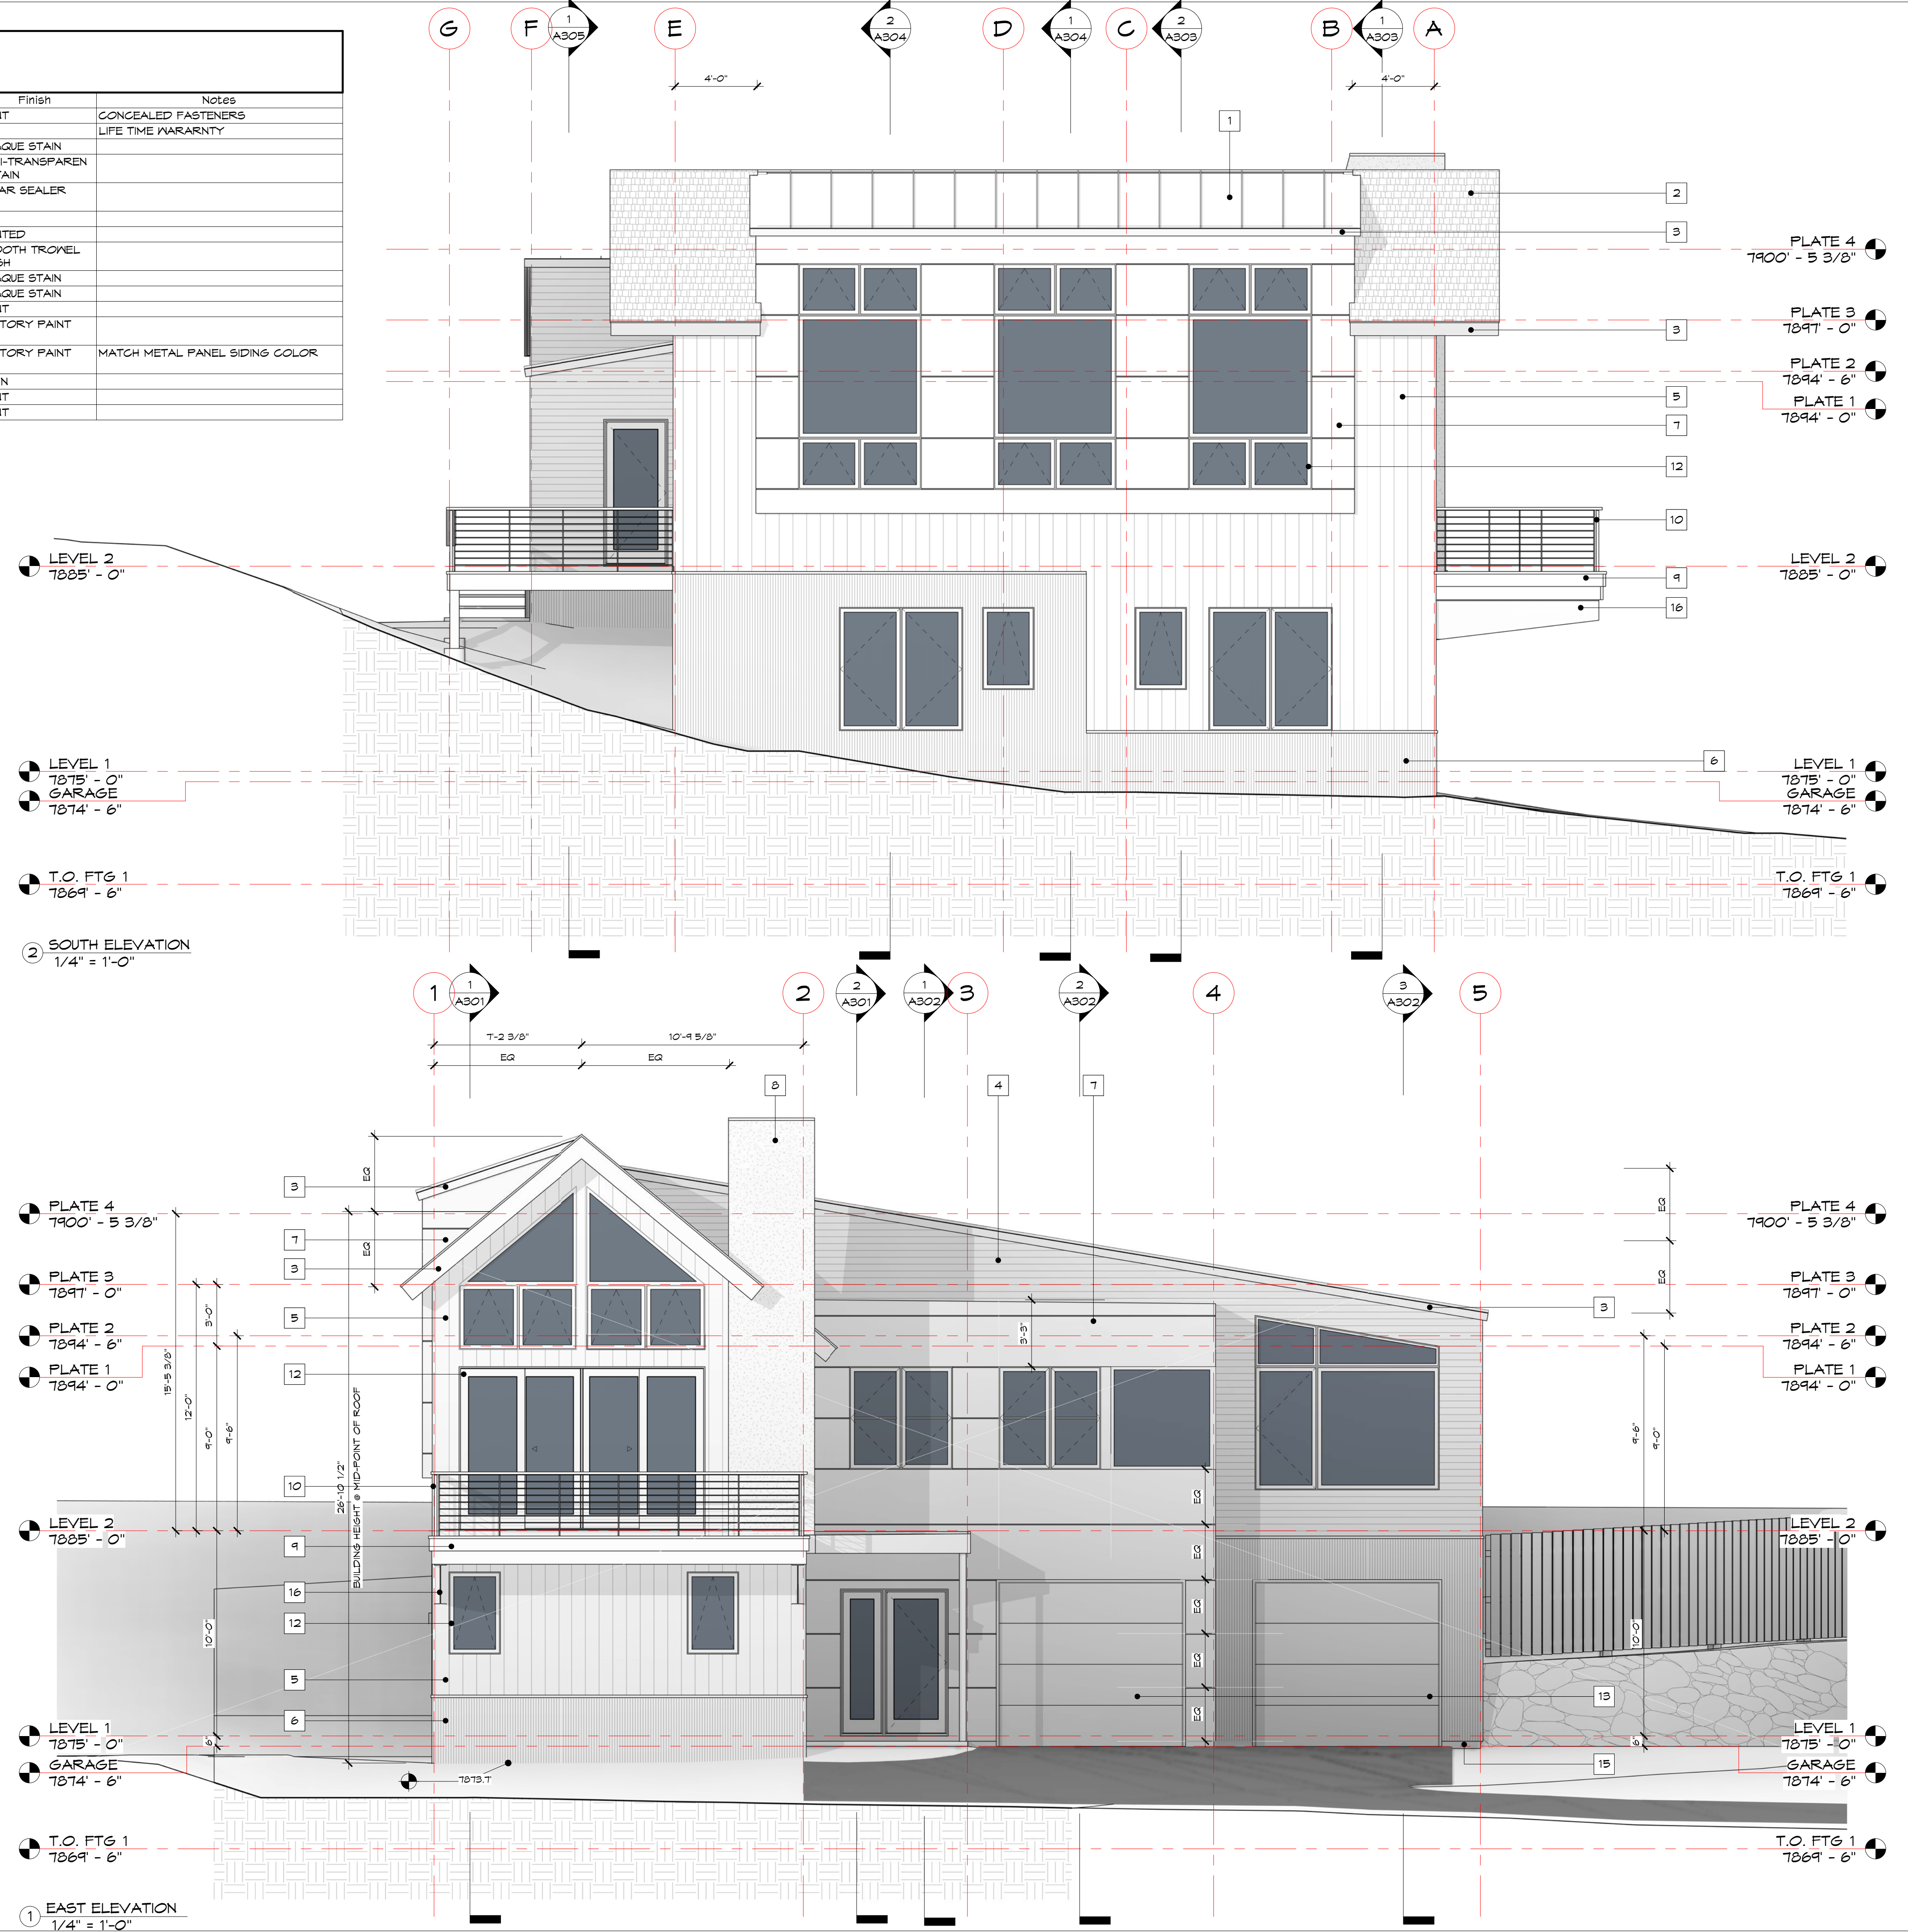 Finish Notes
NT CONCEALED FASTENERS
LIFE TIME WARARNTY
AQUE STAIN
I-TRANSPAREN
TAIN
AR SEALER
NTED
OOTH TROWEL
SH
AQUE STAIN
AQUE STAIN
NT
TORY PAINT
TORY PAINT MATCH METAL PANEL SIDING COLOR
N
NT
NT
G F 1 E 2 D 1 C 2 B 1 A
A305 A304 A304 A303 A303
4'-0" 4'-0"
1
2
3
PLATE 4
7900' - 5 3/8"
PLATE 3
7897' - 0"
3
PLATE 2
7894' - 6"
PLATE 1
7894' - 0"
5
7
12
10
LEVEL 2
7885' - 0"
LEVEL 2
7885' - 0"
9
16
6
LEVEL 1
7875' - 0"
GARAGE
7874' - 6"
LEVEL 1
7875' - 0"
GARAGE
7874' - 6"
T.O. FTG 1
7869' - 6"
T.O. FTG 1
7869' - 6"
2 SOUTH ELEVATION
1/4" = 1'-0"
1 1 2 2 1 3 2 4 3 5
A301 A301 A302 A302 A302
7'-2 3/8" 10'-9 5/8"
EQ EQ
8 4 7
EQ
EQ
3
7
3
5
12
10
9
16
12
5
6
PLATE 4
7900' - 5 3/8"
PLATE 3
7897' - 0"
PLATE 2
7894' - 6"
PLATE 1
7894' - 0"
LEVEL 2
7885' - 0"
LEVEL 1
7875' - 0"
GARAGE
7874' - 6"
T.O. FTG 1
7869' - 6"
15'-5 3/8"
12'-0"
3'-0"
9'-0"
9'-6"
10'-0"
6"
26'-10 1/2"
BUILDING HEIGHT @ MID-POINT OF ROOF
7873.7
3'-3"
EQ
EQ
EQ
EQ
EQ
3
13
15
EQ
EQ
9'-6"
9'-0"
10'-0"
6"
PLATE 4
7900' - 5 3/8"
PLATE 3
7897' - 0"
PLATE 2
7894' - 6"
PLATE 1
7894' - 0"
LEVEL 2
7885' - 0"
LEVEL 1
7875' - 0"
GARAGE
7874' - 6"
T.O. FTG 1
7869' - 6"
1 EAST ELEVATION
1/4" = 1'-0"